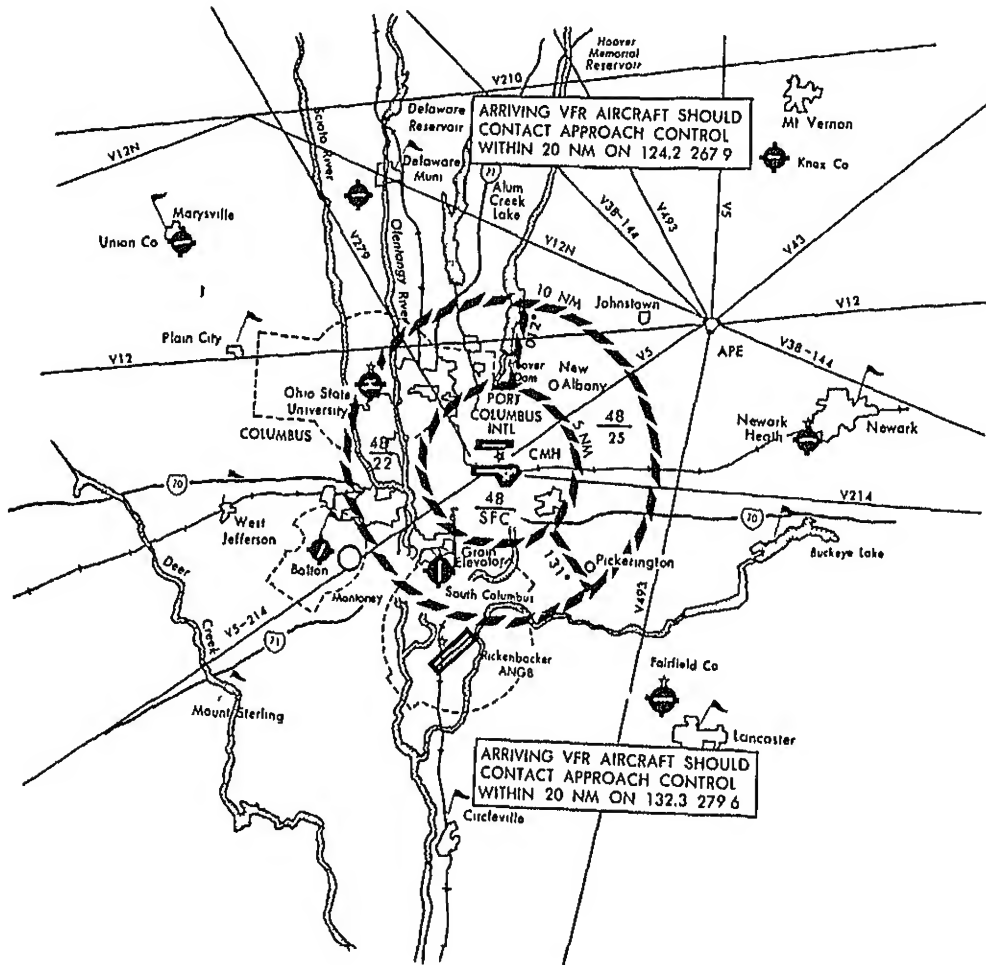 Hoover
Memorial
Reservoir
V210
Scioto River
Delaware
Reservoir
ARRIVING VFR AIRCRAFT SHOULD
CONTACT APPROACH CONTROL
WITHIN 20 NM ON 124.2 267 9
Mt Vernon
V12N
Delaware
Muni
71
Alum
Creek
Lake
Knox Co
V5
Marysville
Union Co
V279
Olentangy River
V38-144
V493
V12N
V43
10 NM
Johnstown
V12
Plain City
012°
APE
V5
V38-144
V12
Hoover
Dam
New
Albany
Ohio State
University
PORT
COLUMBUS
INTL
48
25
Newark
Heath
Newark
COLUMBUS
48
22
5 NM
CMH
70
48
SFC
V214
70
West
Jefferson
Buckeye Lake
Deer
Creek
Bolton
Grain
Elevator
131°
Pickerington
South Columbus
V493
V5-214
71
Rickenbacker
ANGB
Fairfield Co
Mount Sterling
Lancaster
ARRIVING VFR AIRCRAFT SHOULD
CONTACT APPROACH CONTROL
WITHIN 20 NM ON 132.3 279 6
Circleville